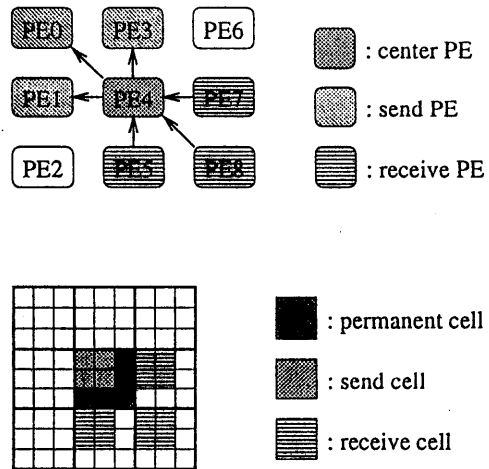 PE0 PE3 PE6
: center PE
PE1 PE4 PE7
: send PE
PE2 PE5 PE8
: receive PE
: permanent cell
: send cell
: receive cell